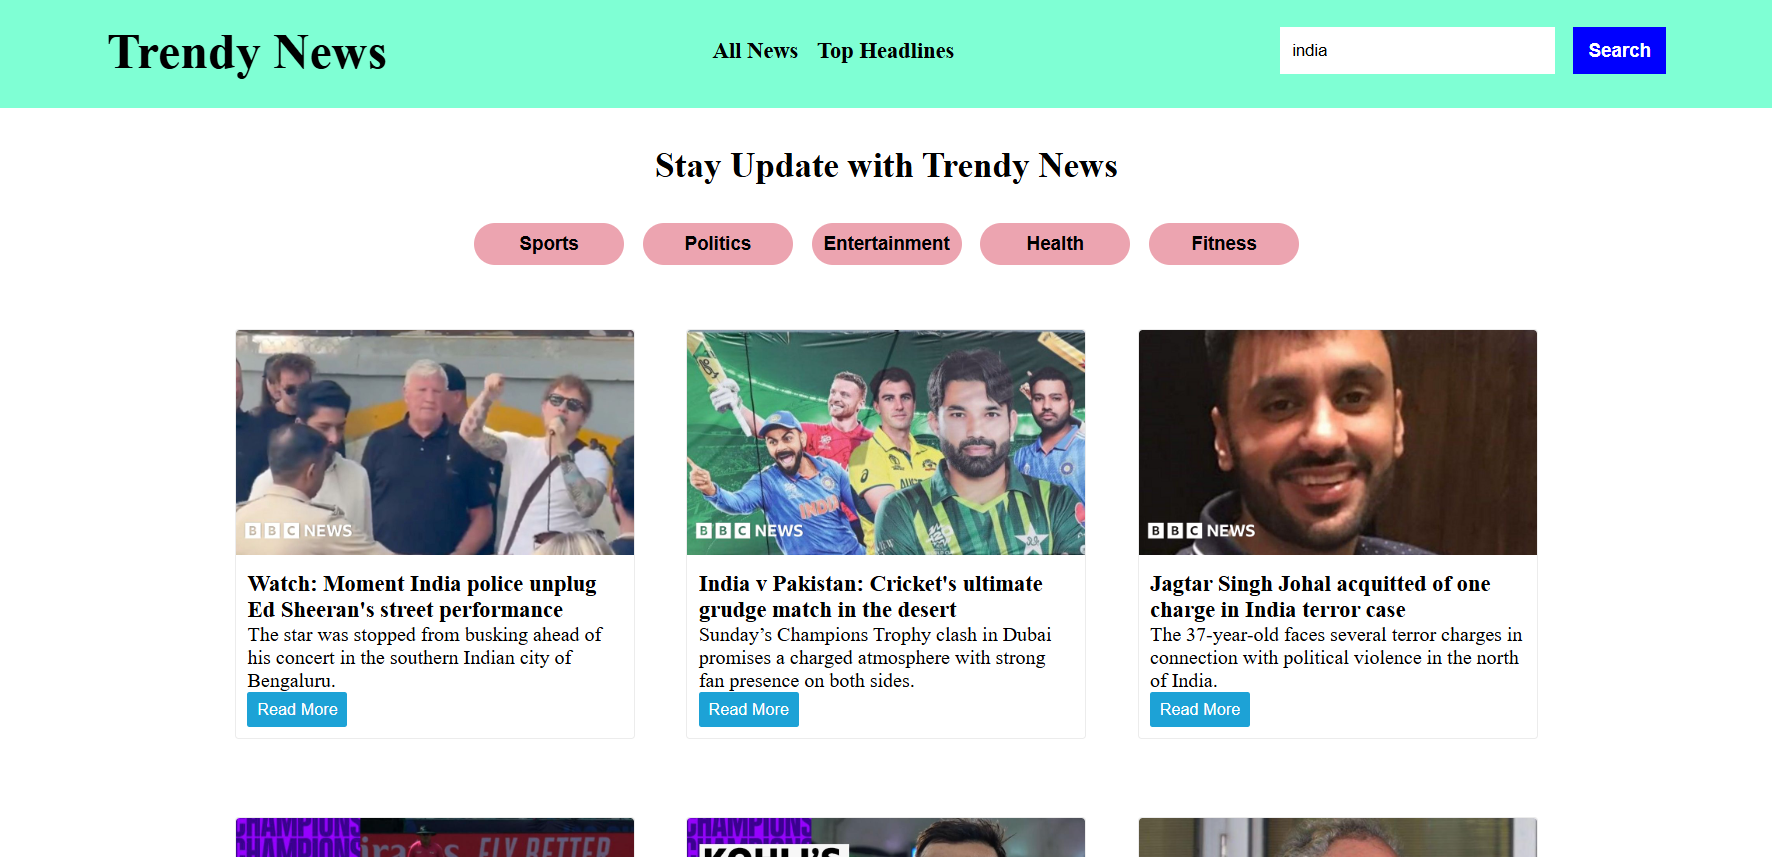 Trendy News
All News Top Headlines
india
Search
Stay Update with Trendy News
Sports
Politics
Entertainment
Health
Fitness
BBC NEWS
Watch: Moment India police unplug
Ed Sheeran's street performance
The star was stopped from busking ahead of
his concert in the southern Indian city of
Bengaluru.
Read More
INDIA
BBC NEWS
India v Pakistan: Cricket's ultimate
grudge match in the desert
Sunday’s Champions Trophy clash in Dubai
promises a charged atmosphere with strong
fan presence on both sides.
Read More
BBC NEWS
Jagtar Singh Johal acquitted of one
charge in India terror case
The 37-year-old faces several terror charges in
connection with political violence in the north
of India.
Read More
CHAMPIONS
CHAMPIONS
FLY BETTER
CHAMPIONS
KOHLI'S